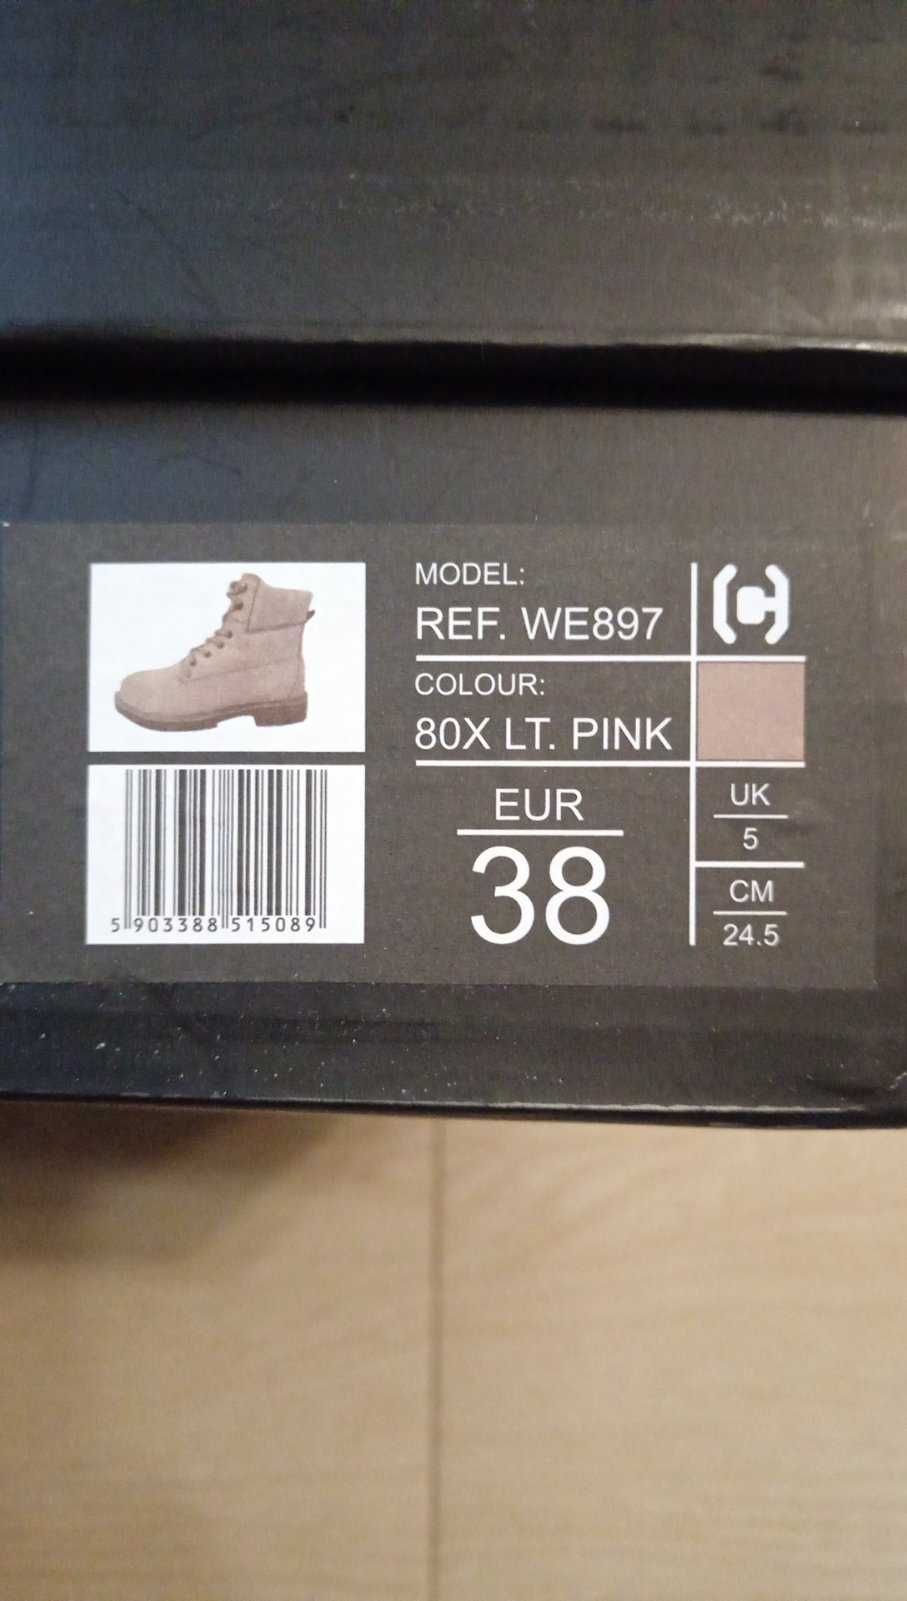 MODEL:
REF. WE897
COLOUR:
80X LT. PINK
EUR
38
UK
5
CM
24.5
5 903388 515089